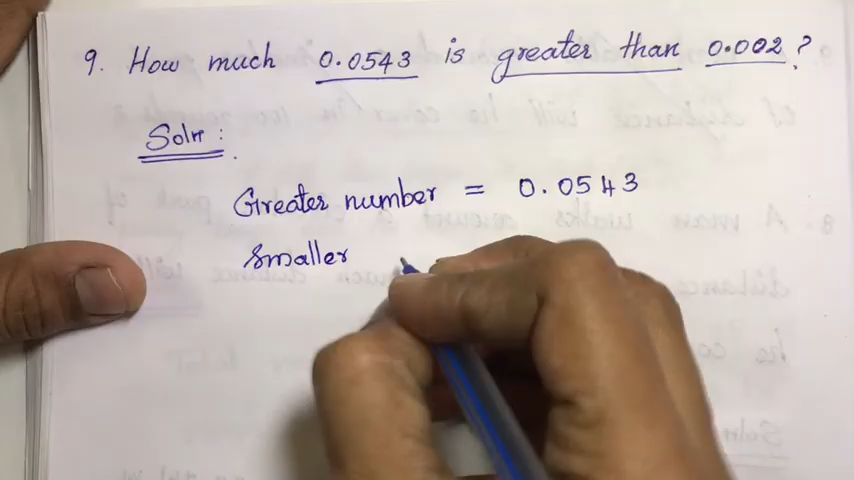 9. How much 0.0543 is greater than 0.002?
Soln:
Greater number = 0.0543
Smaller